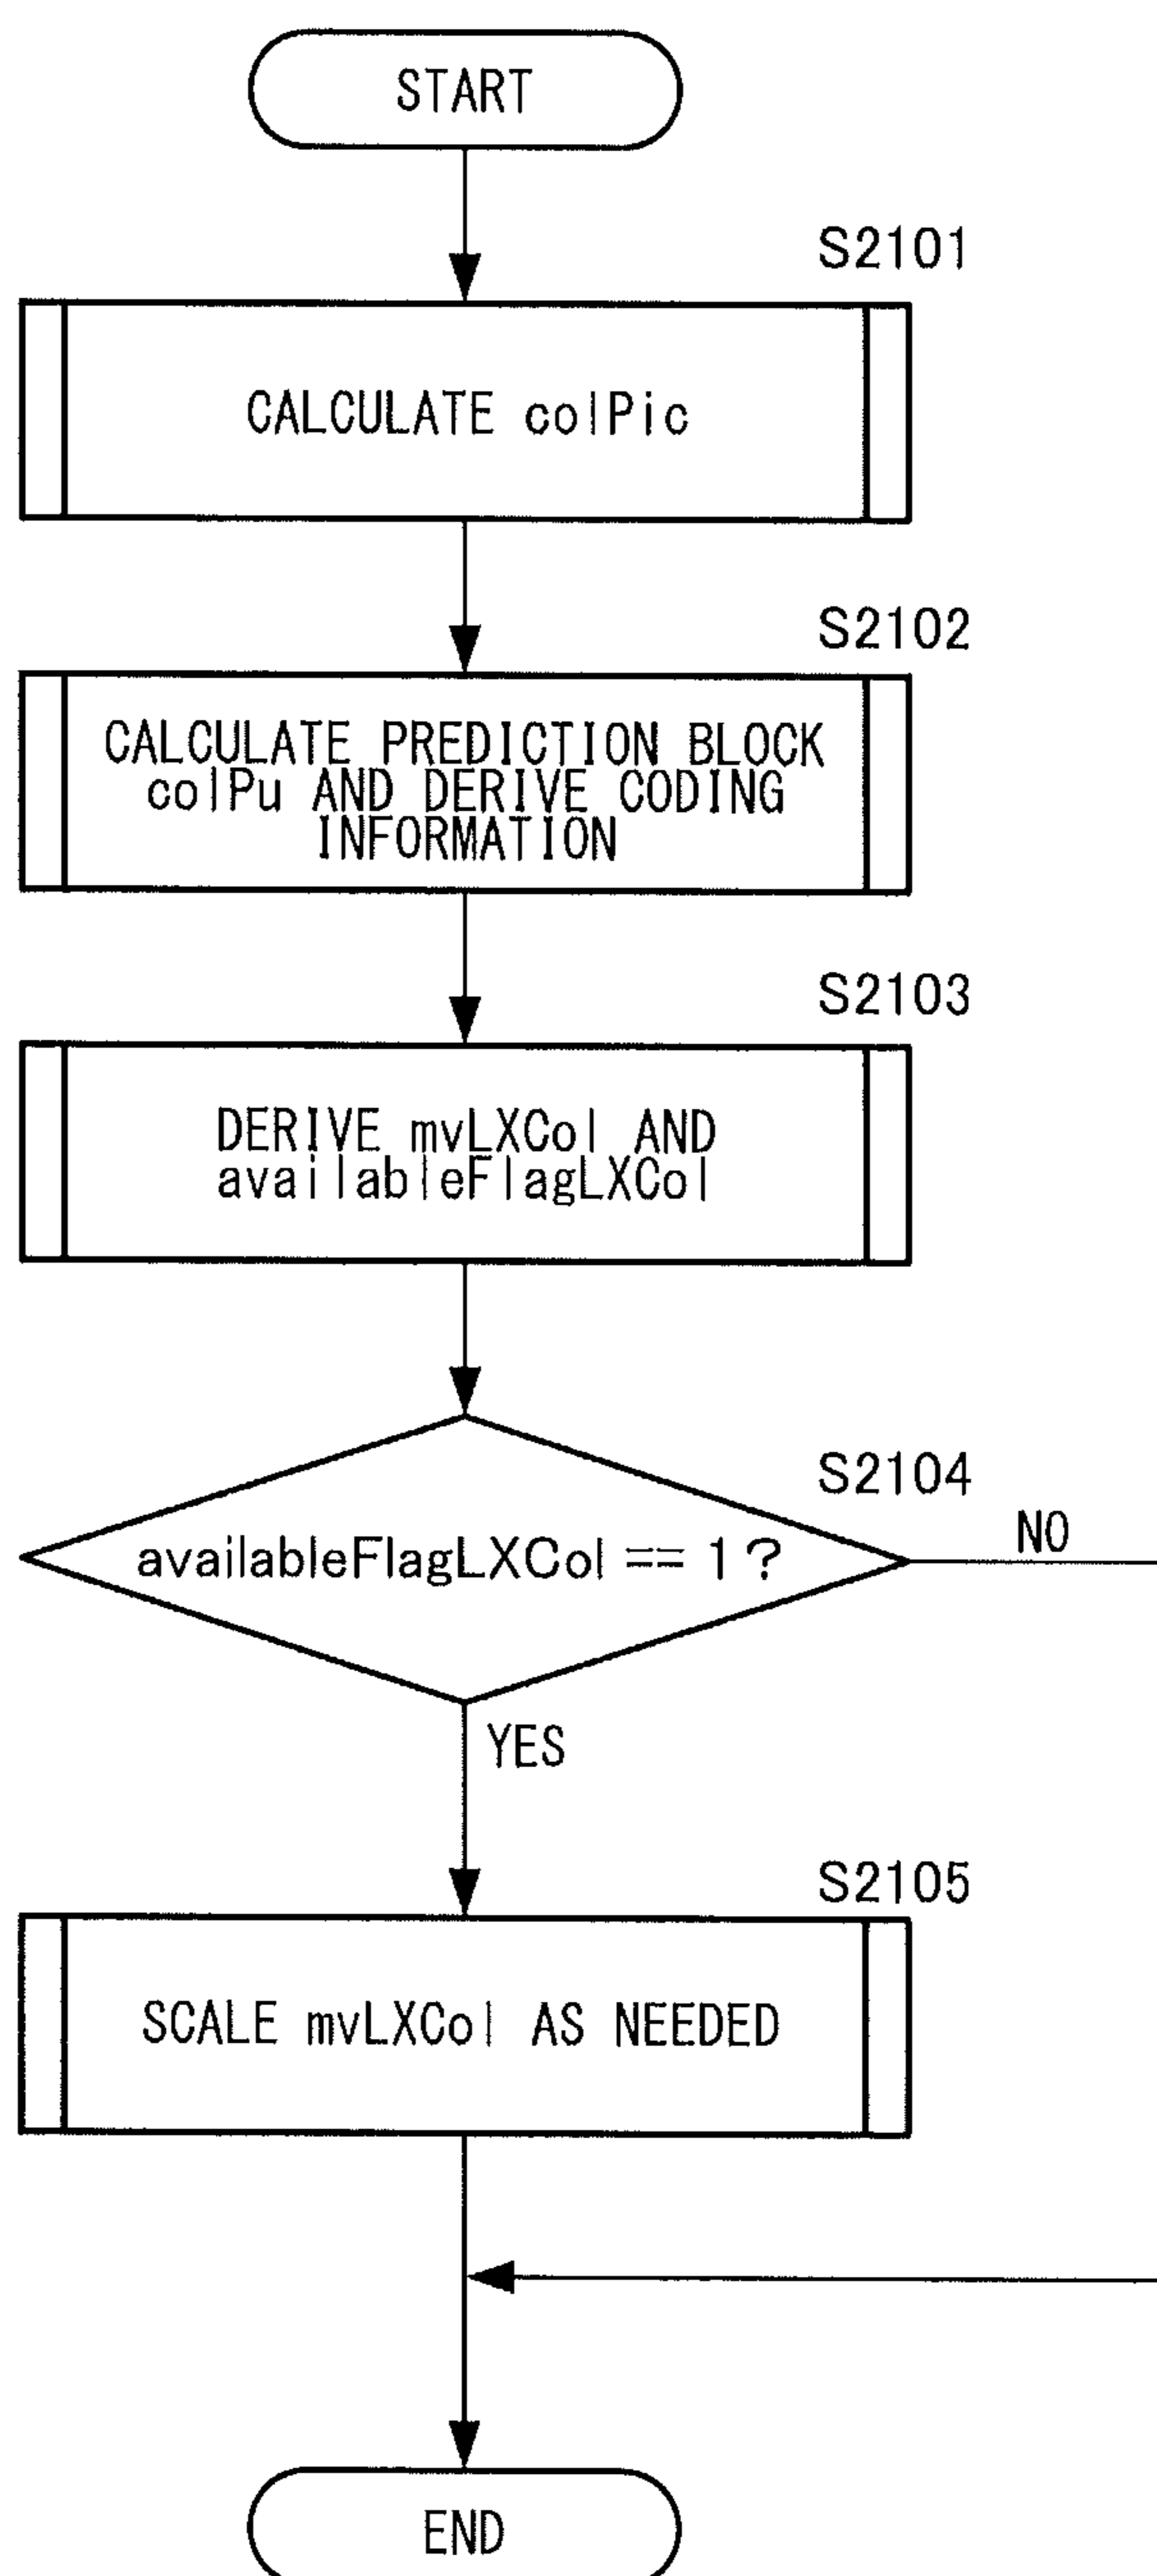 START
S2101
CALCULATE colPic
S2102
CALCULATE PREDICTION BLOCK
colPu AND DERIVE CODING
INFORMATION
S2103
DERIVE mvLXCol AND
availableFlagLXCol
S2104
availableFlagLXCol == 1?
NO
YES
S2105
SCALE mvLXCol AS NEEDED
END